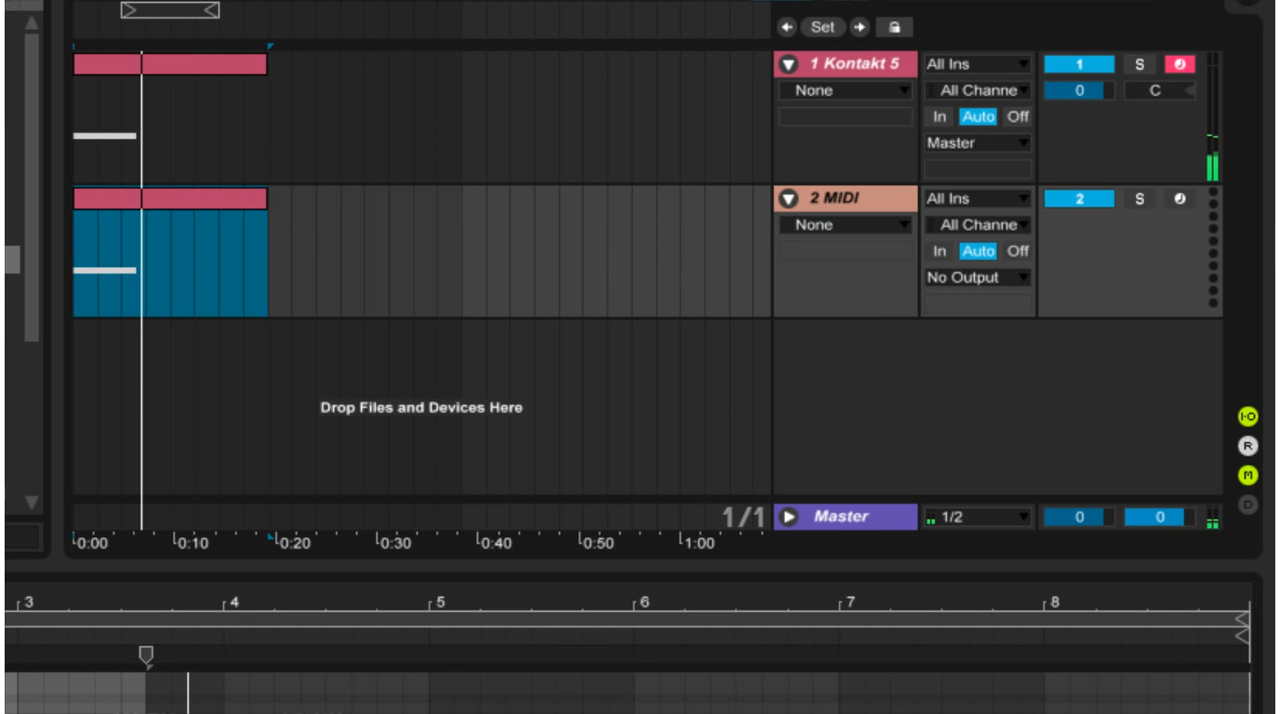 Set
1 Kontakt 5 All Ins 1 S
None All Channe 0 C
In Auto Off
Master
2 MIDI All Ins 2 S
None All Channe
In Auto Off
No Output
Drop Files and Devices Here
I-O
R
M
D
1/1 Master 1/2 0 0
0:00 0:10 0:20 0:30 0:40 0:50 1:00
3 4 5 6 7 8